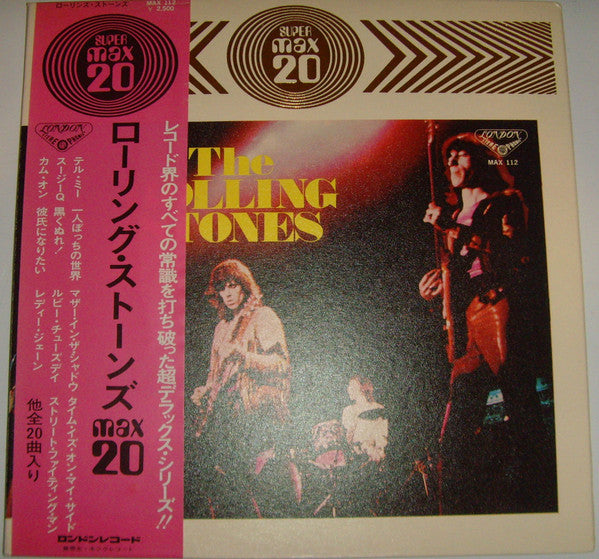 ローリング・ストーンズ
MAX 112
¥ 2,500
SUPER
max
20
LONDON
レコード界のすべての常識を打ち破った超デラックス・シリーズ!!
ローリング・ストーンズ
max
20
テル・ミー
一人ぼっちの世界
マザー・イン・ザ・シャドウ
タイム・イズ・オン・マイ・サイド
スージーQ
黒くぬれ!
ルビー・チューズデイ
ストリート・ファイティング・マン
カム・オン
彼氏になりたい
レディー・ジェーン
他全20曲入り
ロンドンレコード
SUPER
max
20
The
ROLLING
STONES
LONDON
MAX 112